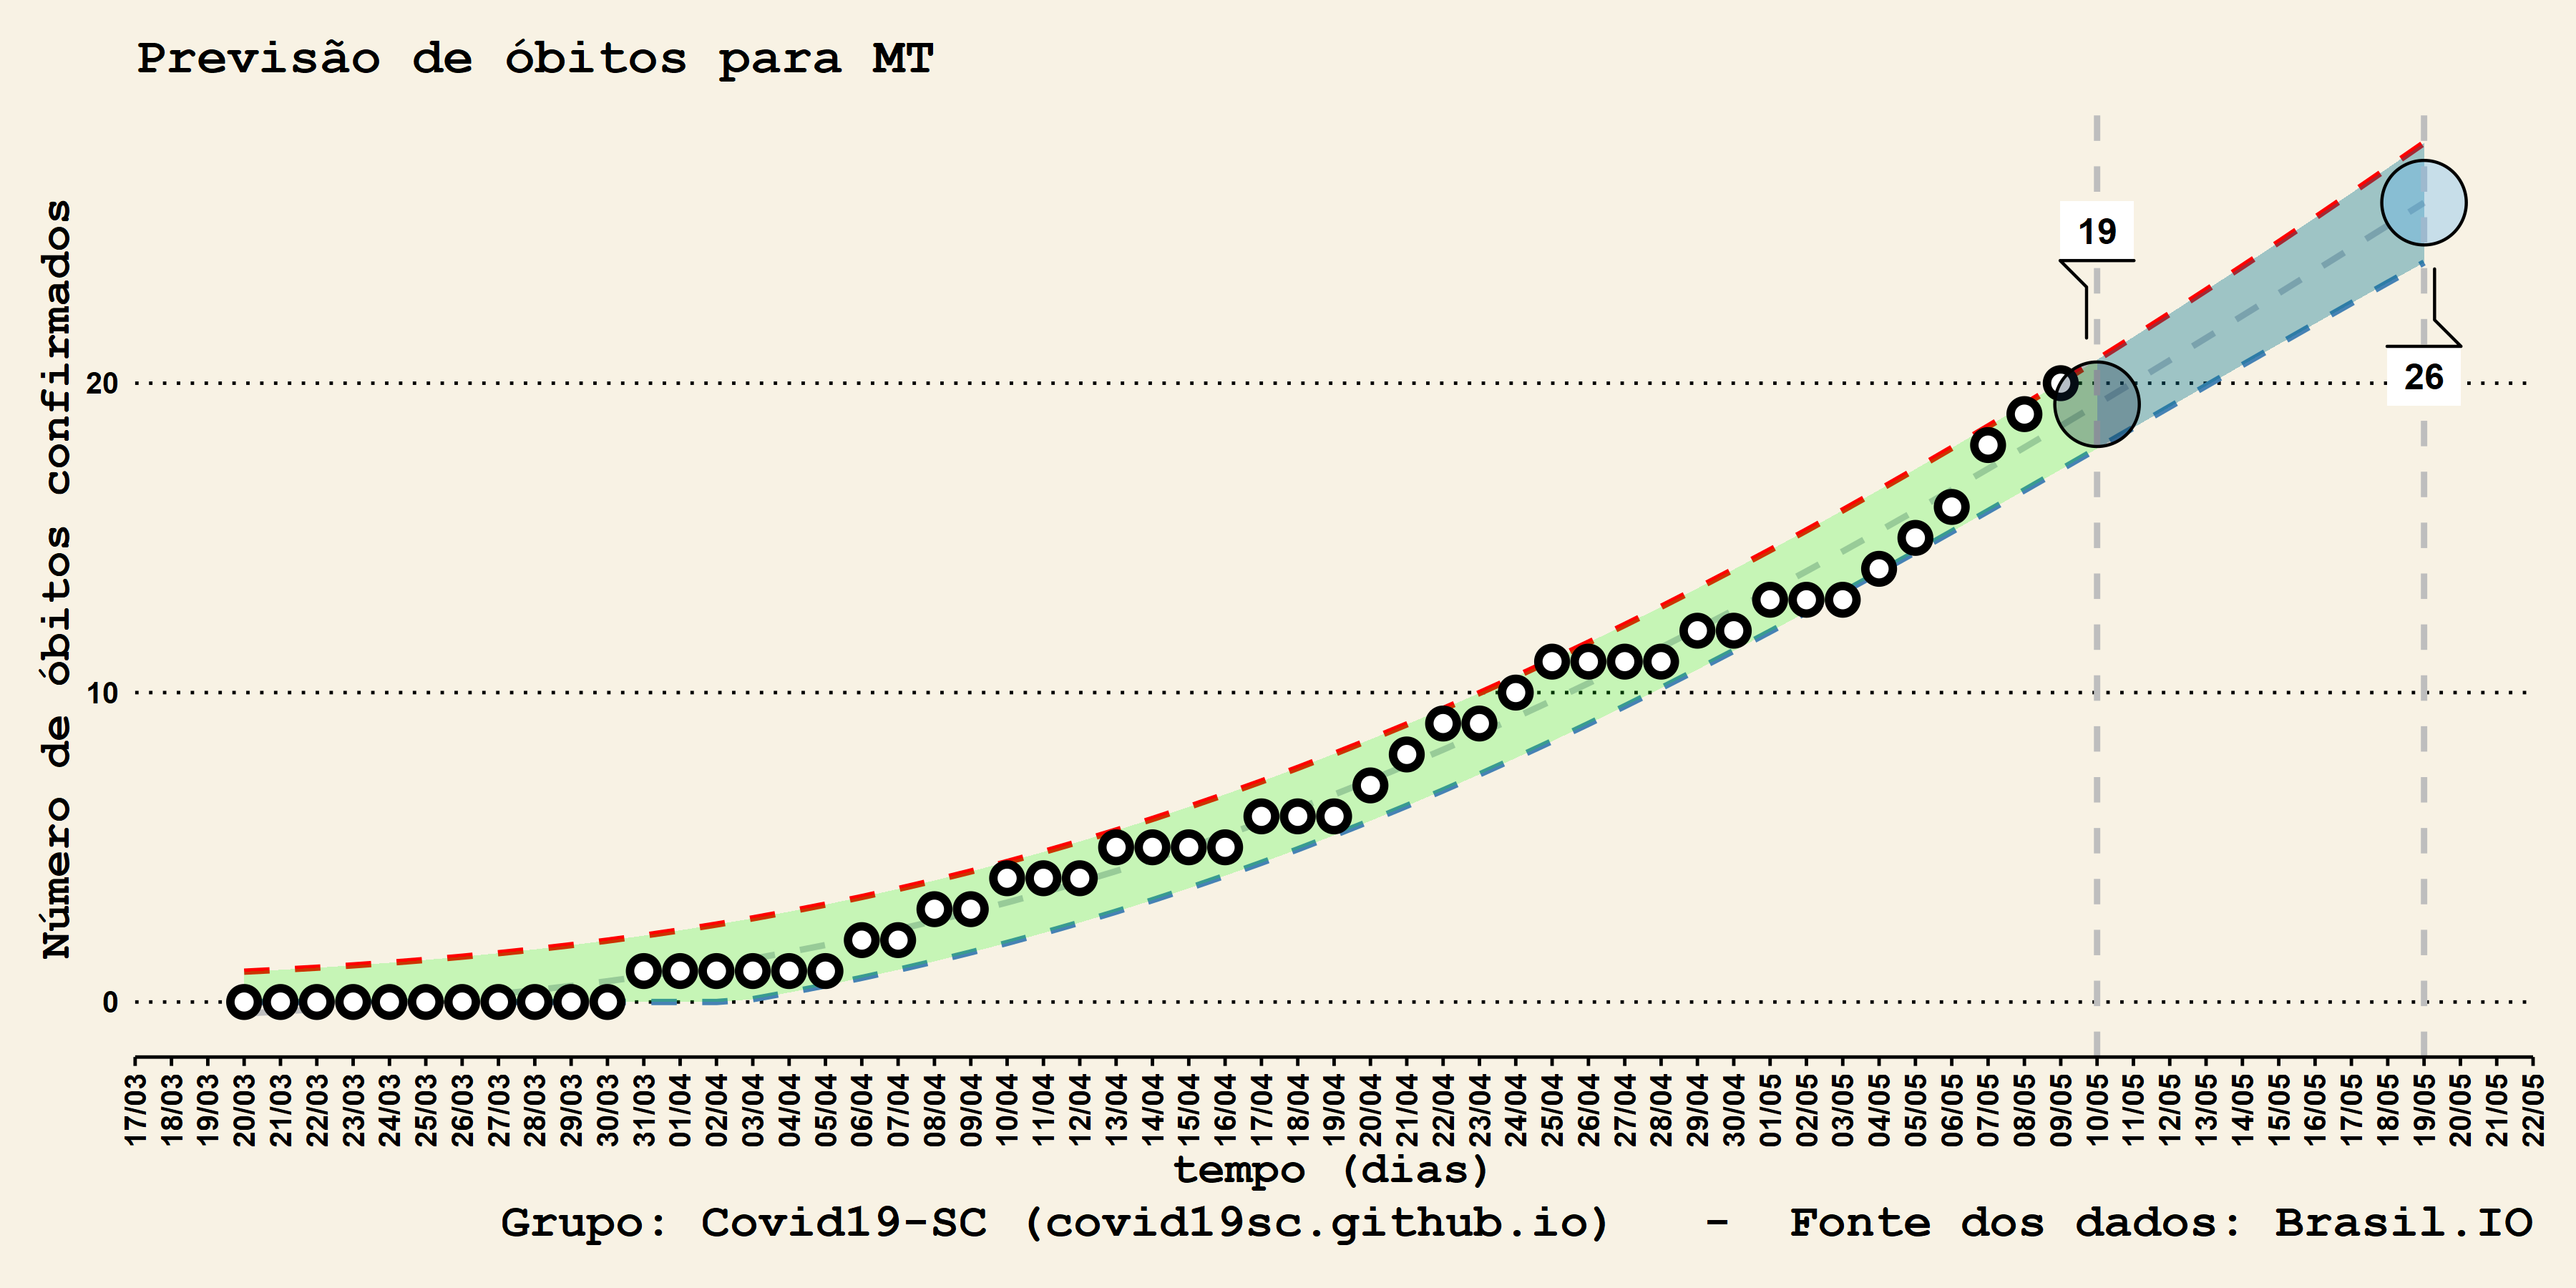 Previsão de óbitos para MT
Número de óbitos confirmados
20
10
0
19
26
17/03 18/03 19/03 20/03 21/03 22/03 23/03 24/03 25/03 26/03 27/03 28/03 29/03 30/03 31/03 01/04 02/04 03/04 04/04 05/04 06/04 07/04 08/04 09/04 10/04 11/04 12/04 13/04 14/04 15/04 16/04 17/04 18/04 19/04 20/04 21/04 22/04 23/04 24/04 25/04 26/04 27/04 28/04 29/04 30/04 01/05 02/05 03/05 04/05 05/05 06/05 07/05 08/05 09/05 10/05 11/05 12/05 13/05 14/05 15/05 16/05 17/05 18/05 19/05 20/05 21/05 22/05
tempo (dias)
Grupo: Covid19-SC (covid19sc.github.io) - Fonte dos dados: Brasil.IO